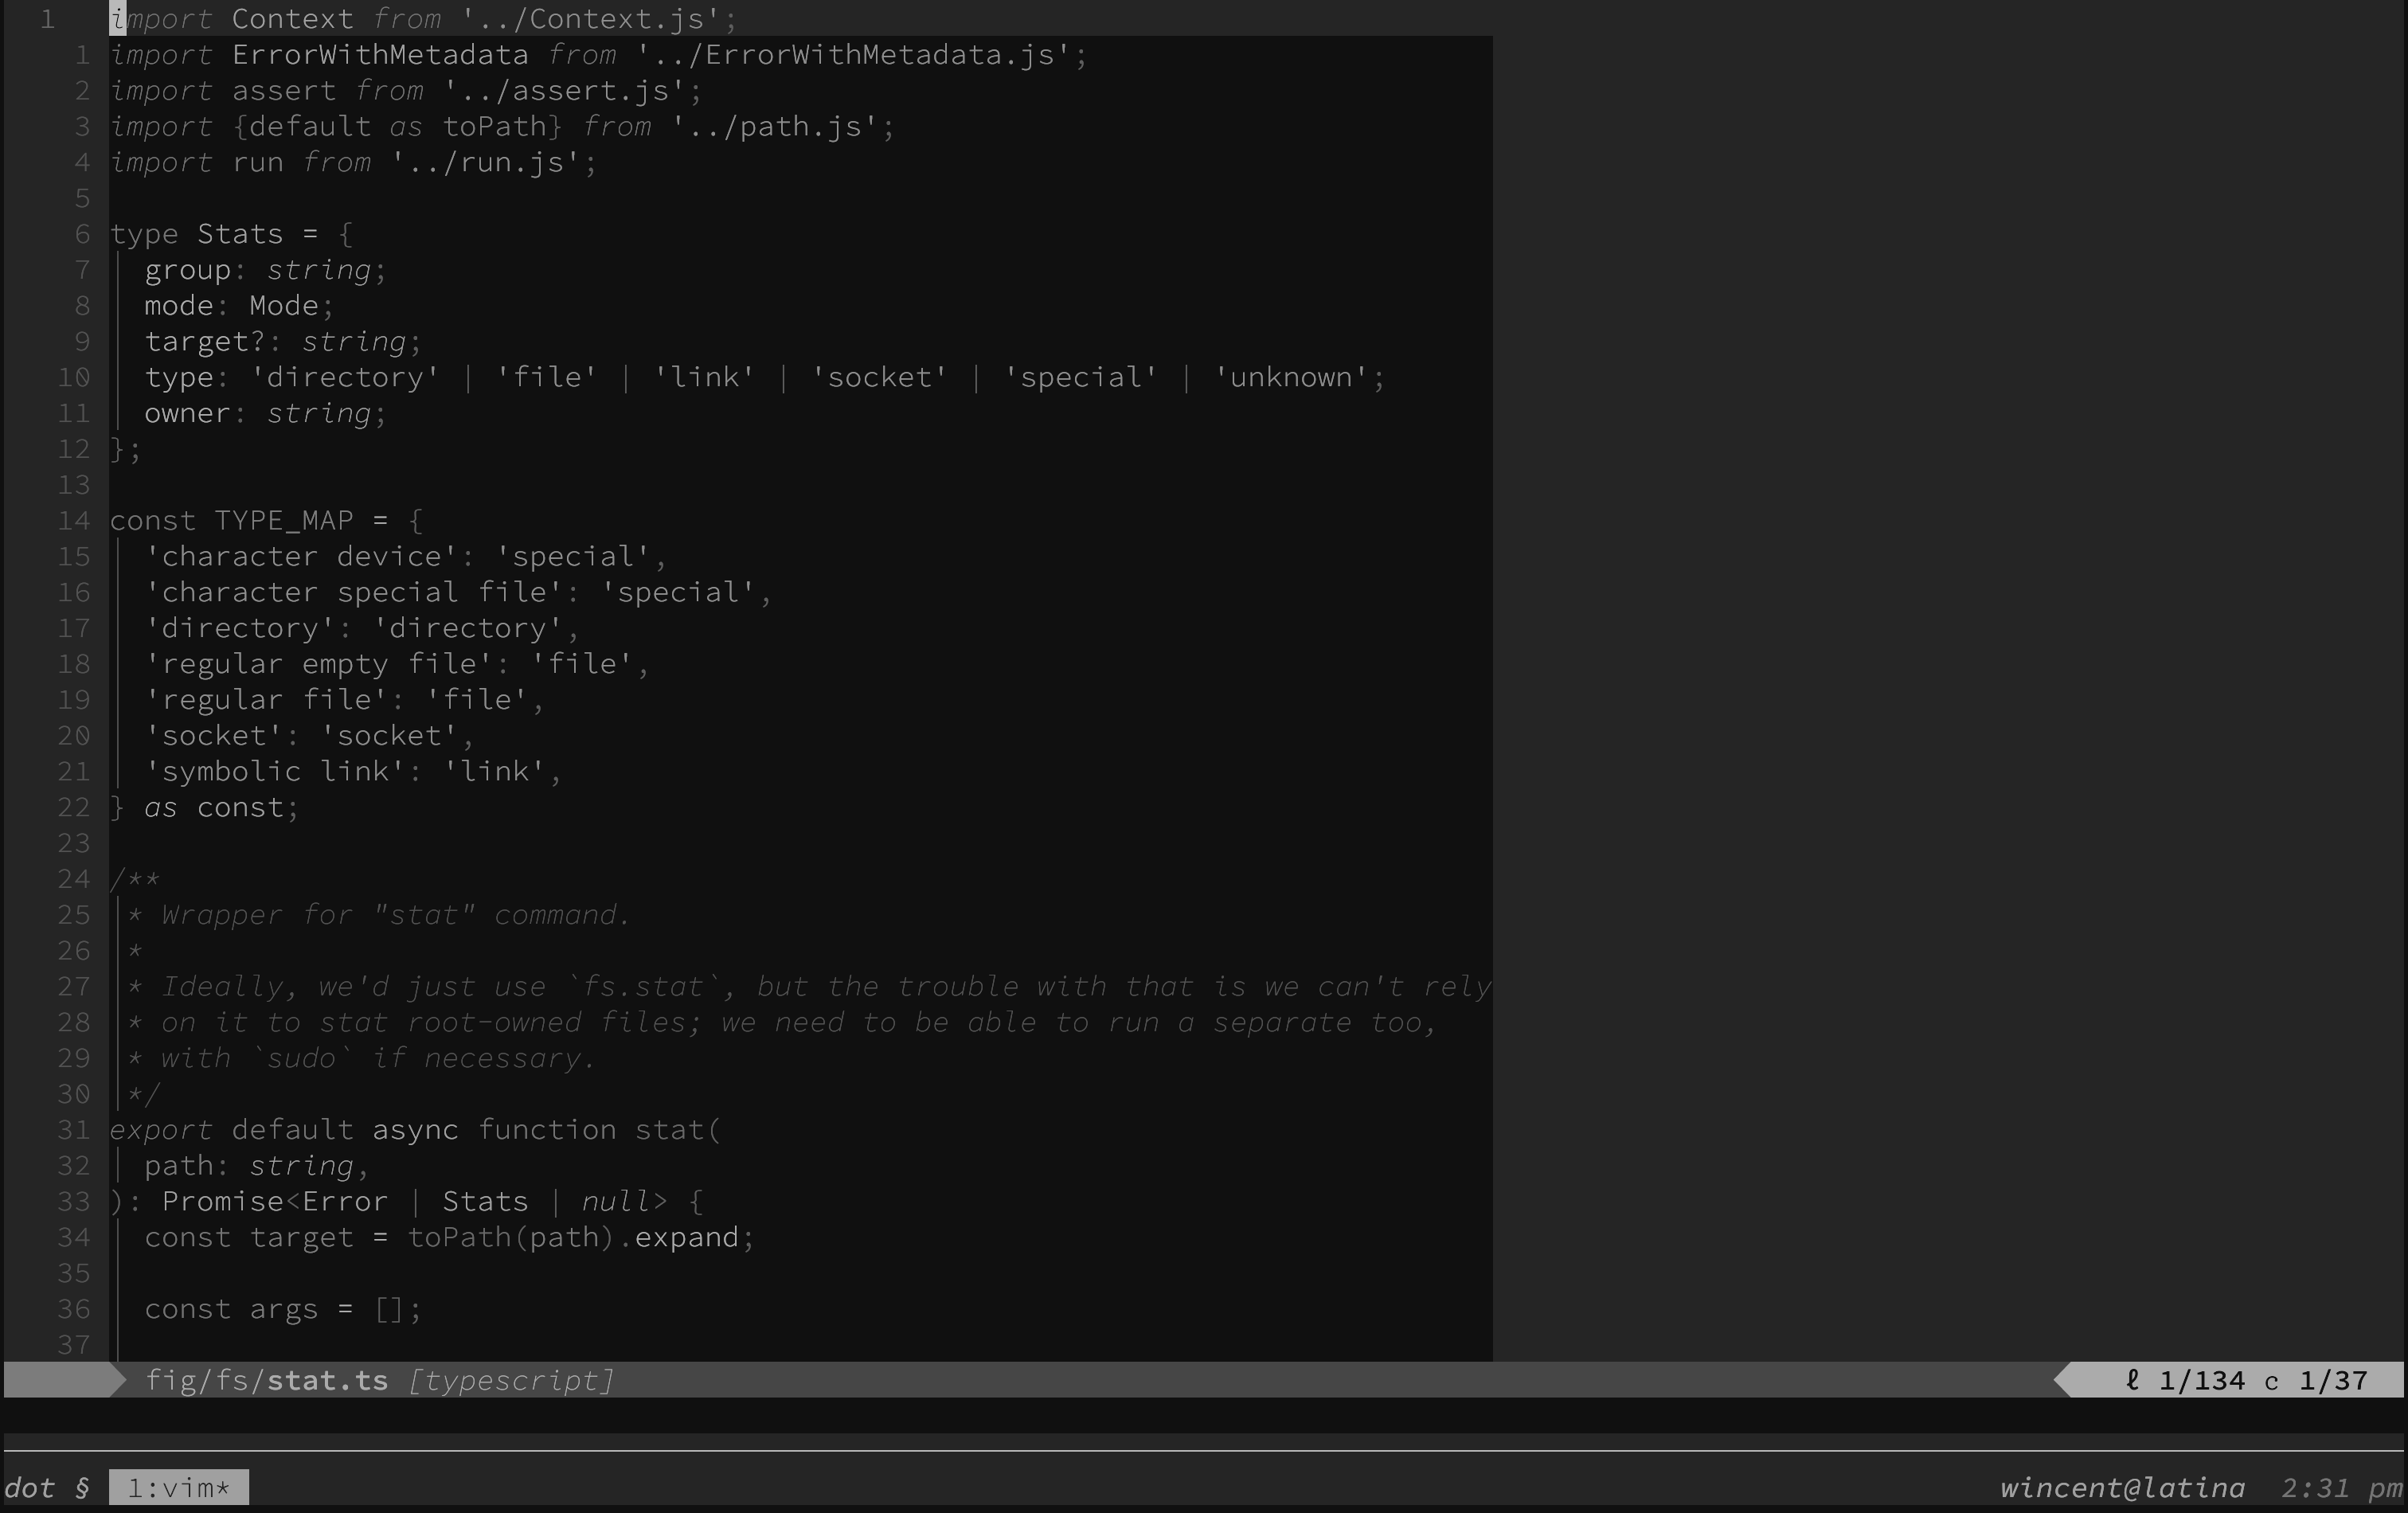 1 import Context from '../Context.js';
1 import ErrorWithMetadata from '../ErrorWithMetadata.js';
2 import assert from '../assert.js';
3 import {default as toPath} from '../path.js';
4 import run from '../run.js';
5
6 type Stats = {
7   group: string;
8   mode: Mode;
9   target?: string;
10   type: 'directory' | 'file' | 'link' | 'socket' | 'special' | 'unknown';
11   owner: string;
12 };
13
14 const TYPE_MAP = {
15   'character device': 'special',
16   'character special file': 'special',
17   'directory': 'directory',
18   'regular empty file': 'file',
19   'regular file': 'file',
20   'socket': 'socket',
21   'symbolic link': 'link',
22 } as const;
23
24 /**
25  * Wrapper for "stat" command.
26  *
27  * Ideally, we'd just use `fs.stat`, but the trouble with that is we can't rely
28  * on it to stat root-owned files; we need to be able to run a separate too,
29  * with `sudo` if necessary.
30  */
31 export default async function stat(
32   path: string,
33 ): Promise<Error | Stats | null> {
34   const target = toPath(path).expand;
35
36   const args = [];
37
fig/fs/stat.ts [typescript] ℓ 1/134 c 1/37
dot § 1:vim* wincent@latina 2:31 pm